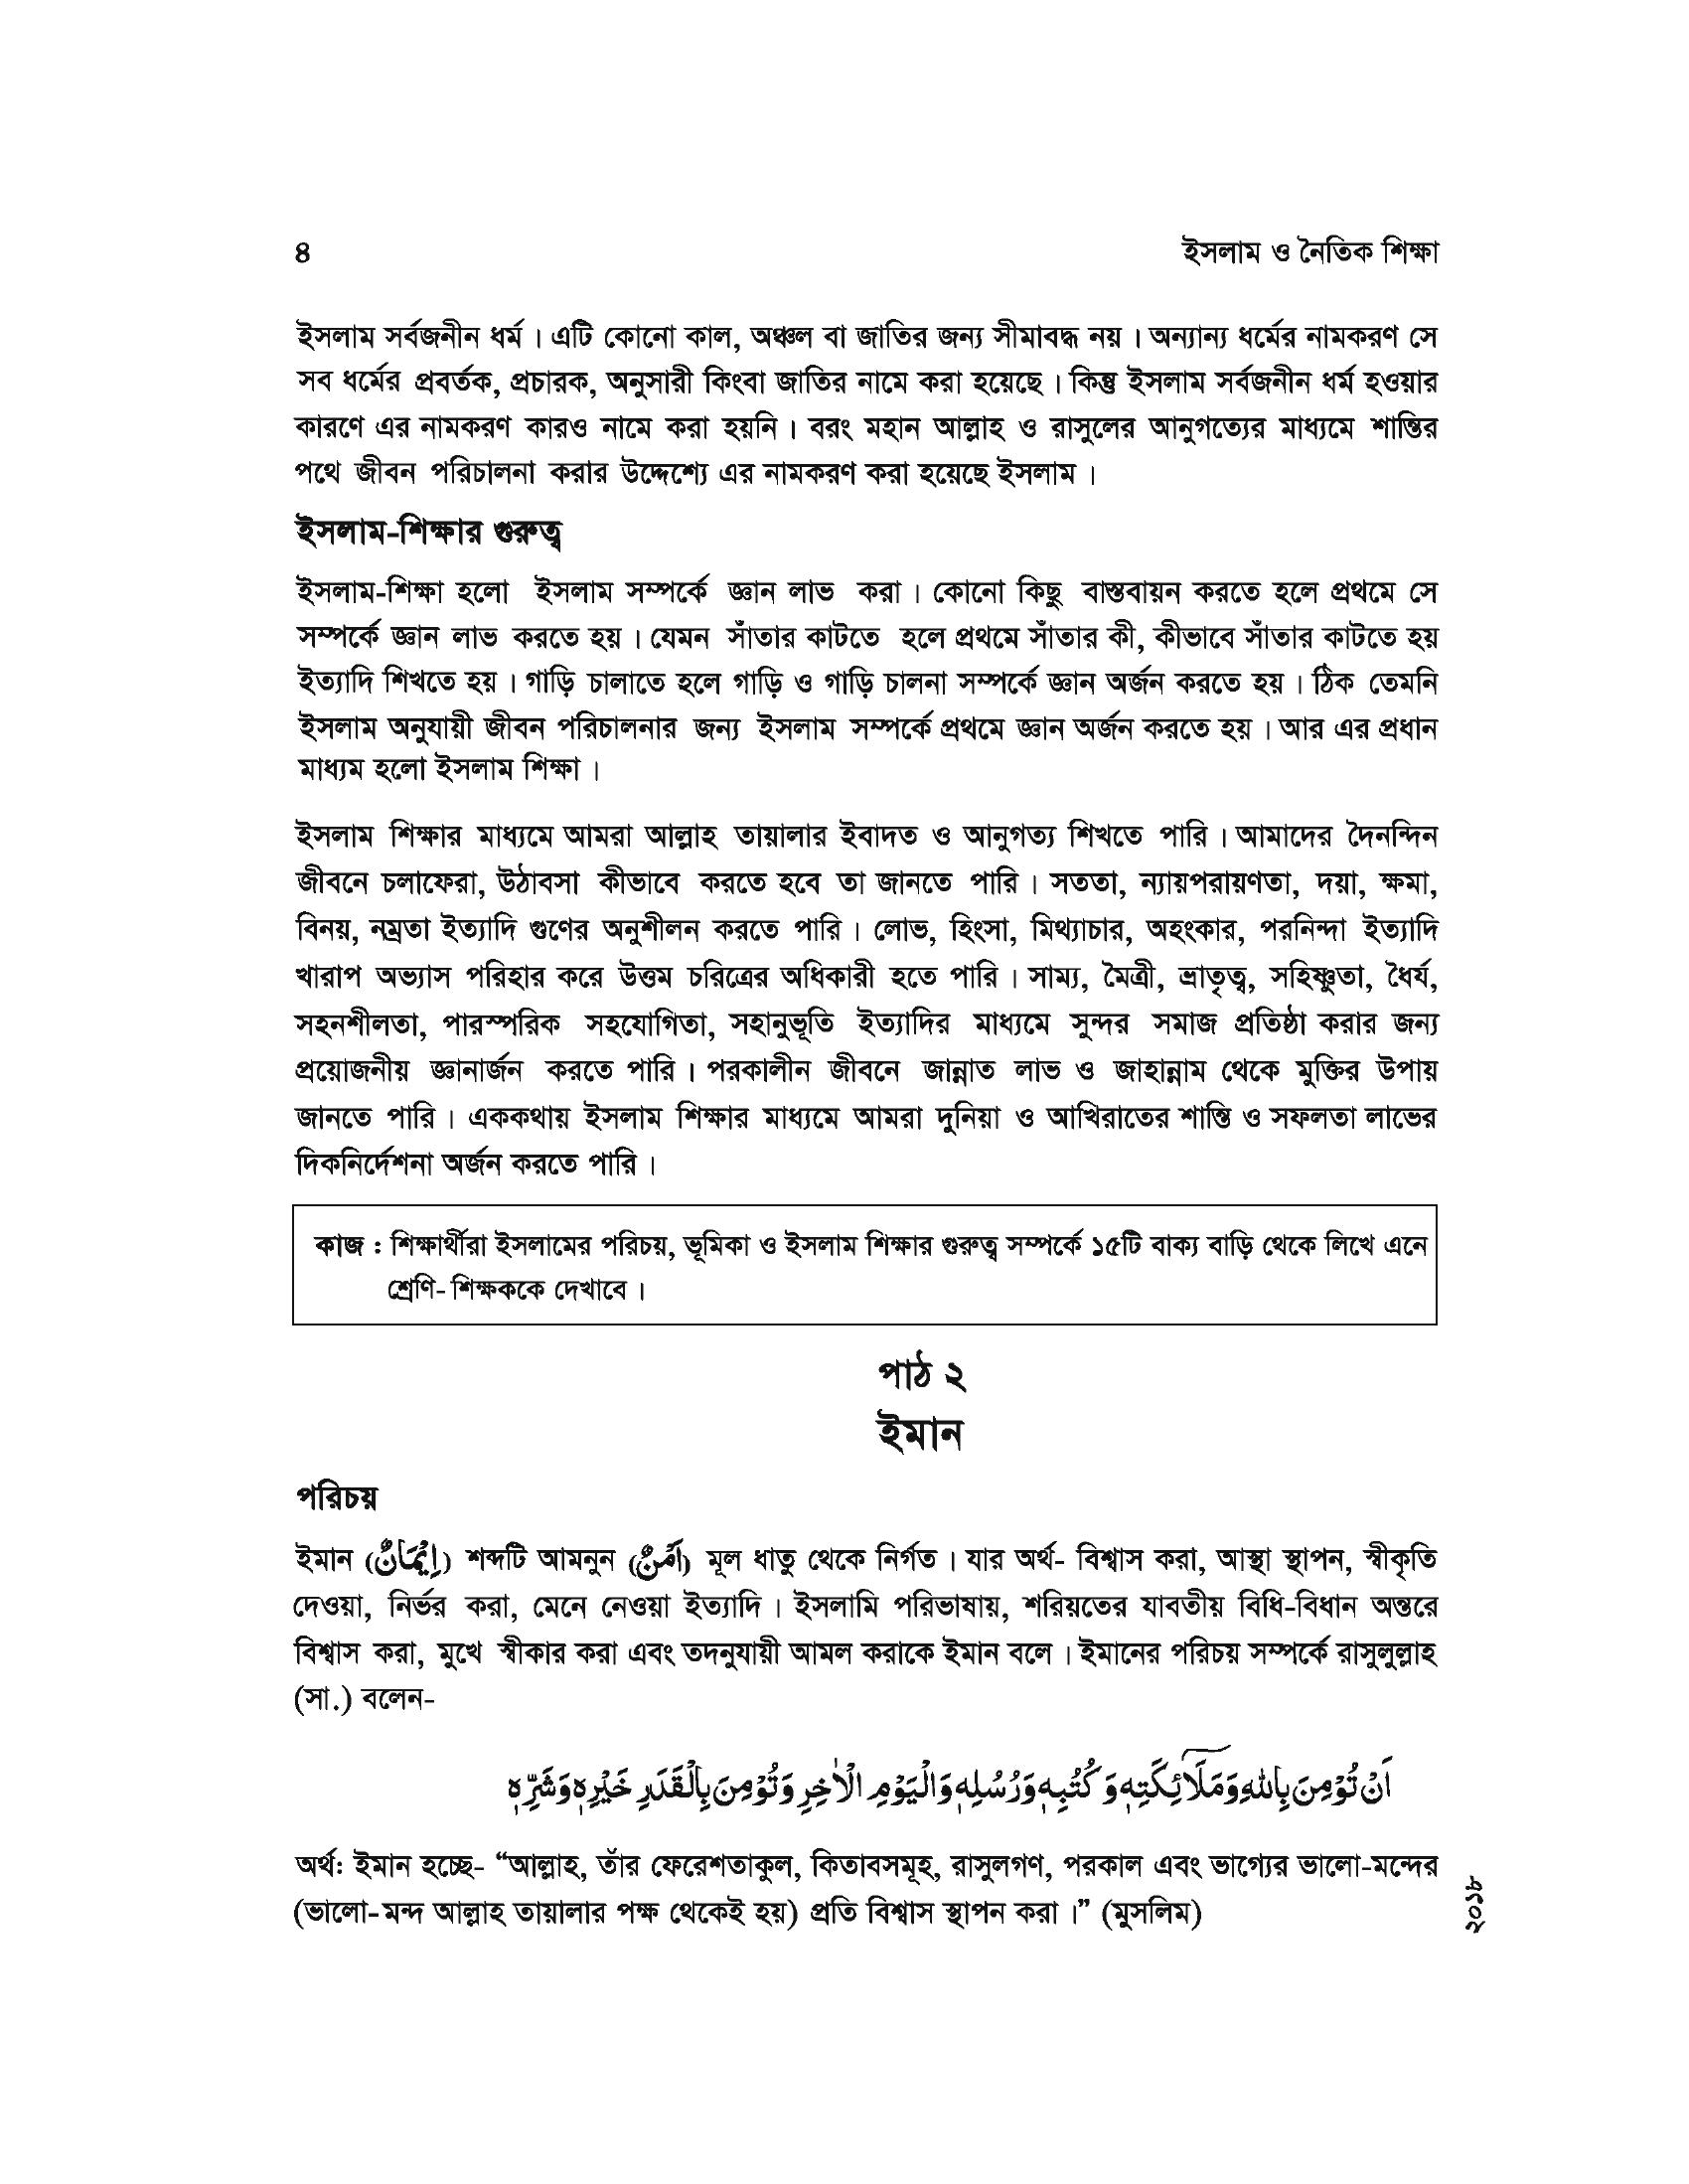 ৪
ইসলাম ও নৈতিক শিক্ষা
ইসলাম সর্বজনীন ধর্ম। এটি কোনো কাল, অঞ্চল বা জাতির জন্য সীমাবদ্ধ নয়। অন্যান্য ধর্মের নামকরণ সে
সব ধর্মের প্রবর্তক, প্রচারক, অনুসারী কিংবা জাতির নামে করা হয়েছে। কিন্তু ইসলাম সর্বজনীন ধর্ম হওয়ার
কারণে এর নামকরণ কারও নামে করা হয়নি। বরং মহান আল্লাহ ও রাসুলের আনুগত্যের মাধ্যমে শান্তির
পথে জীবন পরিচালনা করার উদ্দেশ্যে এর নামকরণ করা হয়েছে ইসলাম।
ইসলাম-শিক্ষার গুরুত্ব
ইসলাম-শিক্ষা হলো ইসলাম সম্পর্কে জ্ঞান লাভ করা। কোনো কিছু বাস্তবায়ন করতে হলে প্রথমে সে
সম্পর্কে জ্ঞান লাভ করতে হয়। যেমন সাঁতার কাটতে হলে প্রথমে সাঁতার কী, কীভাবে সাঁতার কাটতে হয়
ইত্যাদি শিখতে হয়। গাড়ি চালাতে হলে গাড়ি ও গাড়ি চালনা সম্পর্কে জ্ঞান অর্জন করতে হয়। ঠিক তেমনি
ইসলাম অনুযায়ী জীবন পরিচালনার জন্য ইসলাম সম্পর্কে প্রথমে জ্ঞান অর্জন করতে হয়। আর এর প্রধান
মাধ্যম হলো ইসলাম শিক্ষা।
ইসলাম শিক্ষার মাধ্যমে আমরা আল্লাহ তায়ালার ইবাদত ও আনুগত্য শিখতে পারি। আমাদের দৈনন্দিন
জীবনে চলাফেরা, উঠাবসা কীভাবে করতে হবে তা জানতে পারি। সততা, ন্যায়পরায়ণতা, দয়া, ক্ষমা,
বিনয়, নম্রতা ইত্যাদি গুণের অনুশীলন করতে পারি। লোভ, হিংসা, মিথ্যাচার, অহংকার, পরনিন্দা ইত্যাদি
খারাপ অভ্যাস পরিহার করে উত্তম চরিত্রের অধিকারী হতে পারি। সাম্য, মৈত্রী, ভ্রাতৃত্ব, সহিষ্ণুতা, ধৈর্য,
সহনশীলতা, পারস্পরিক সহযোগিতা, সহানুভূতি ইত্যাদির মাধ্যমে সুন্দর সমাজ প্রতিষ্ঠা করার জন্য
প্রয়োজনীয় জ্ঞানার্জন করতে পারি। পরকালীন জীবনে জান্নাত লাভ ও জাহান্নাম থেকে মুক্তির উপায়
জানতে পারি। এককথায় ইসলাম শিক্ষার মাধ্যমে আমরা দুনিয়া ও আখিরাতের শান্তি ও সফলতা লাভের
দিকনির্দেশনা অর্জন করতে পারি।
কাজ : শিক্ষার্থীরা ইসলামের পরিচয়, ভূমিকা ও ইসলাম শিক্ষার গুরুত্ব সম্পর্কে ১৫টি বাক্য বাড়ি থেকে লিখে এনে
শ্রেণি- শিক্ষককে দেখাবে।
পাঠ ২
ইমান
পরিচয়
ইমান (اِيْمَانٌ) শব্দটি আমনুন (اَمْنٌ) মূল ধাতু থেকে নির্গত। যার অর্থ- বিশ্বাস করা, আস্থা স্থাপন, স্বীকৃতি
দেওয়া, নির্ভর করা, মেনে নেওয়া ইত্যাদি। ইসলামি পরিভাষায়, শরিয়তের যাবতীয় বিধি-বিধান অন্তরে
বিশ্বাস করা, মুখে স্বীকার করা এবং তদনুযায়ী আমল করাকে ইমান বলে। ইমানের পরিচয় সম্পর্কে রাসুলুল্লাহ
(সা.) বলেন-
اَنْ تُوْمِنَ بِاللهِ وَمَلَآئِكَتِهٖ وَكُتُبِهٖ وَرُسُلِهٖ وَالْيَوْمِ الْاٰخِرِ وَتُوْمِنَ بِالْقَدَرِ خَيْرِهٖ وَشَرِّهٖ
অর্থ: ইমান হচ্ছে- “আল্লাহ, তাঁর ফেরেশতাকুল, কিতাবসমূহ, রাসুলগণ, পরকাল এবং ভাগ্যের ভালো-মন্দের
(ভালো-মন্দ আল্লাহ তায়ালার পক্ষ থেকেই হয়) প্রতি বিশ্বাস স্থাপন করা।” (মুসলিম)
২০১৮